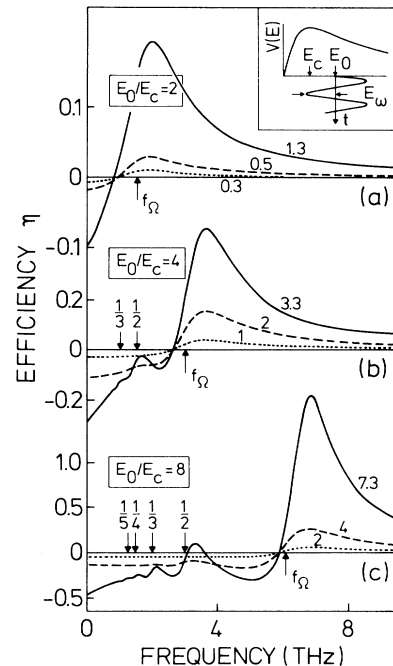 V(E)
E_c E_0
E_ω
t
0.1
E_0/E_c=2
1.3
0.5
0.3
0
f_Ω
(a)
-0.1
E_0/E_c=4
3.3
0.2
1/3 1/2
1
2
0
f_Ω
(b)
-0.2
E_0/E_c=8
7.3
1.0
1/5 1/4 1/3 1/2
0.5
2
4
0
f_Ω
(c)
-0.5
0 4 8
EFFICIENCY η
FREQUENCY (THz)